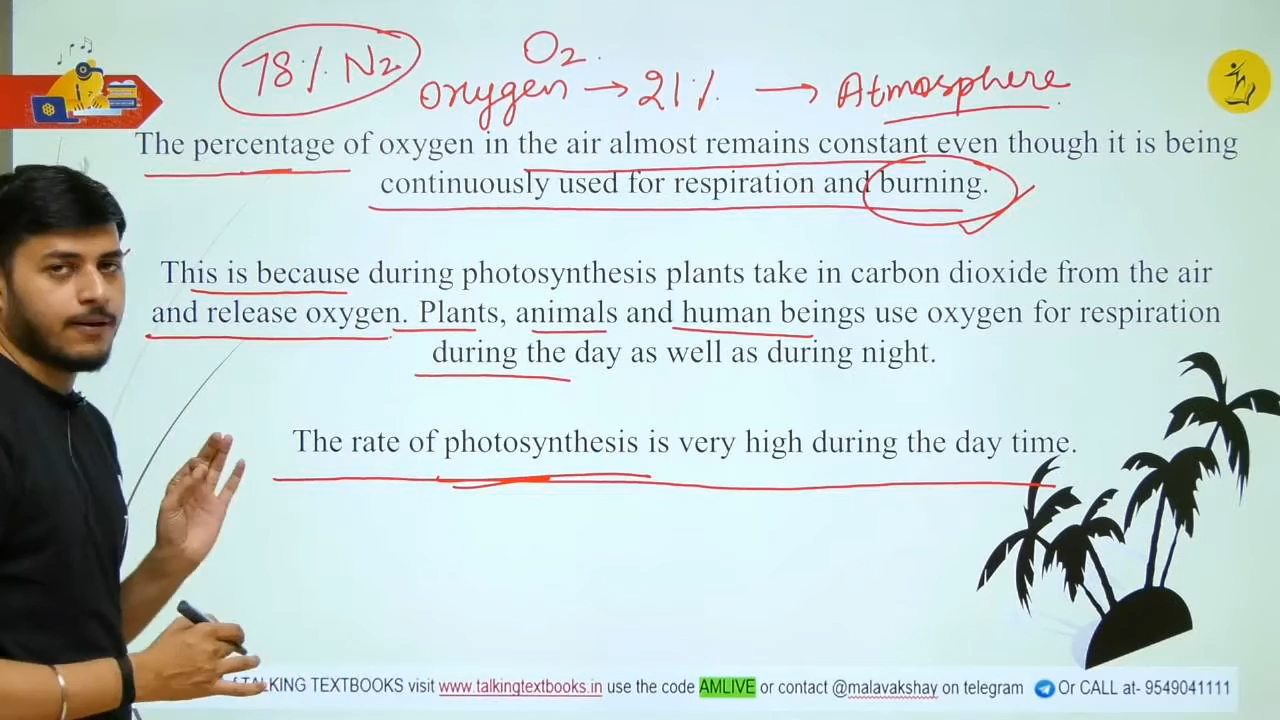 78% N2
O2
Oxygen → 21% → Atmosphere
The percentage of oxygen in the air almost remains constant even though it is being
continuously used for respiration and burning.
This is because during photosynthesis plants take in carbon dioxide from the air
and release oxygen. Plants, animals and human beings use oxygen for respiration
during the day as well as during night.
The rate of photosynthesis is very high during the day time.
TALKING TEXTBOOKS visit www.talkingtextbooks.in use the code AMLIVE or contact @malavakshay on telegram Or CALL at- 9549041111